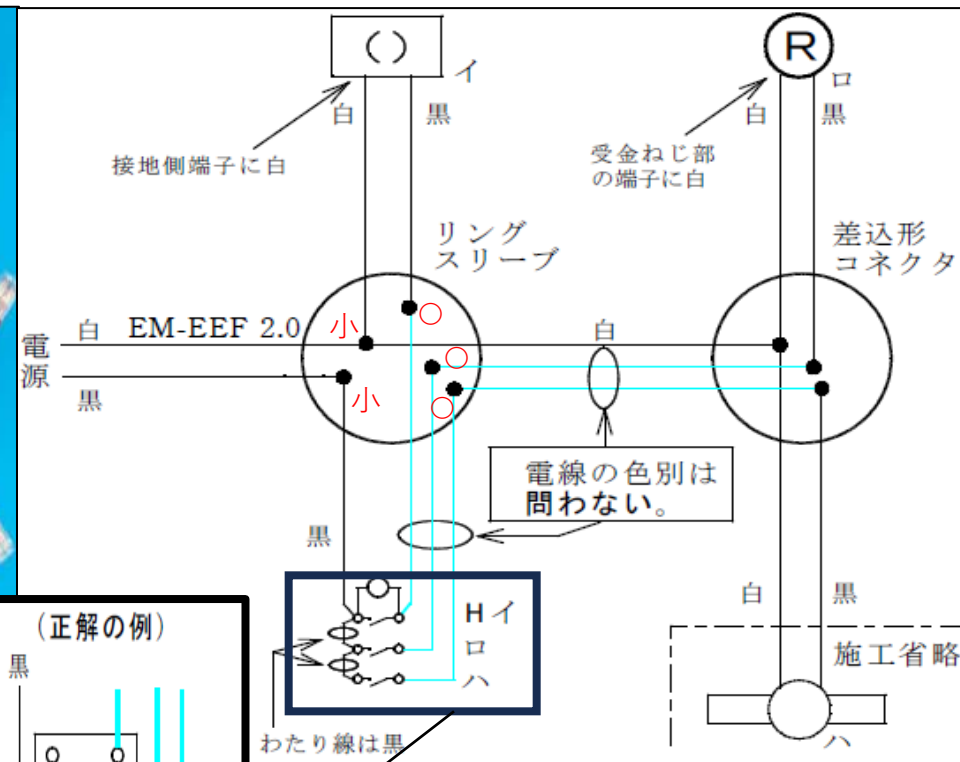 ()
イ
白
黒
接地側端子に白
R
ロ
白
黒
受金ねじ部
の端子に白
リング
スリーブ
差込形
コネクタ
電源
白
EM-EEF 2.0
黒
小
○
小
○
○
白
電線の色別は
問わない。
黒
H イ
ロ
ハ
わたり線は黒
白
黒
施工省略
ハ
(正解の例)
黒